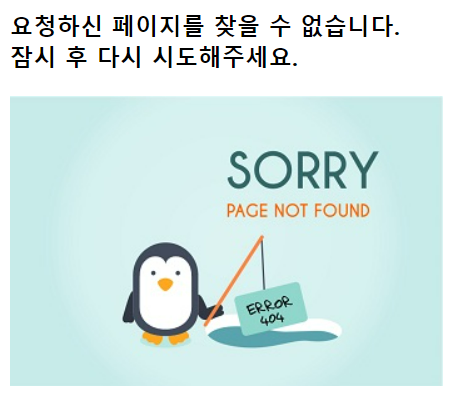 요청하신 페이지를 찾을 수 없습니다.
잠시 후 다시 시도해주세요.
SORRY
PAGE NOT FOUND
ERROR
404